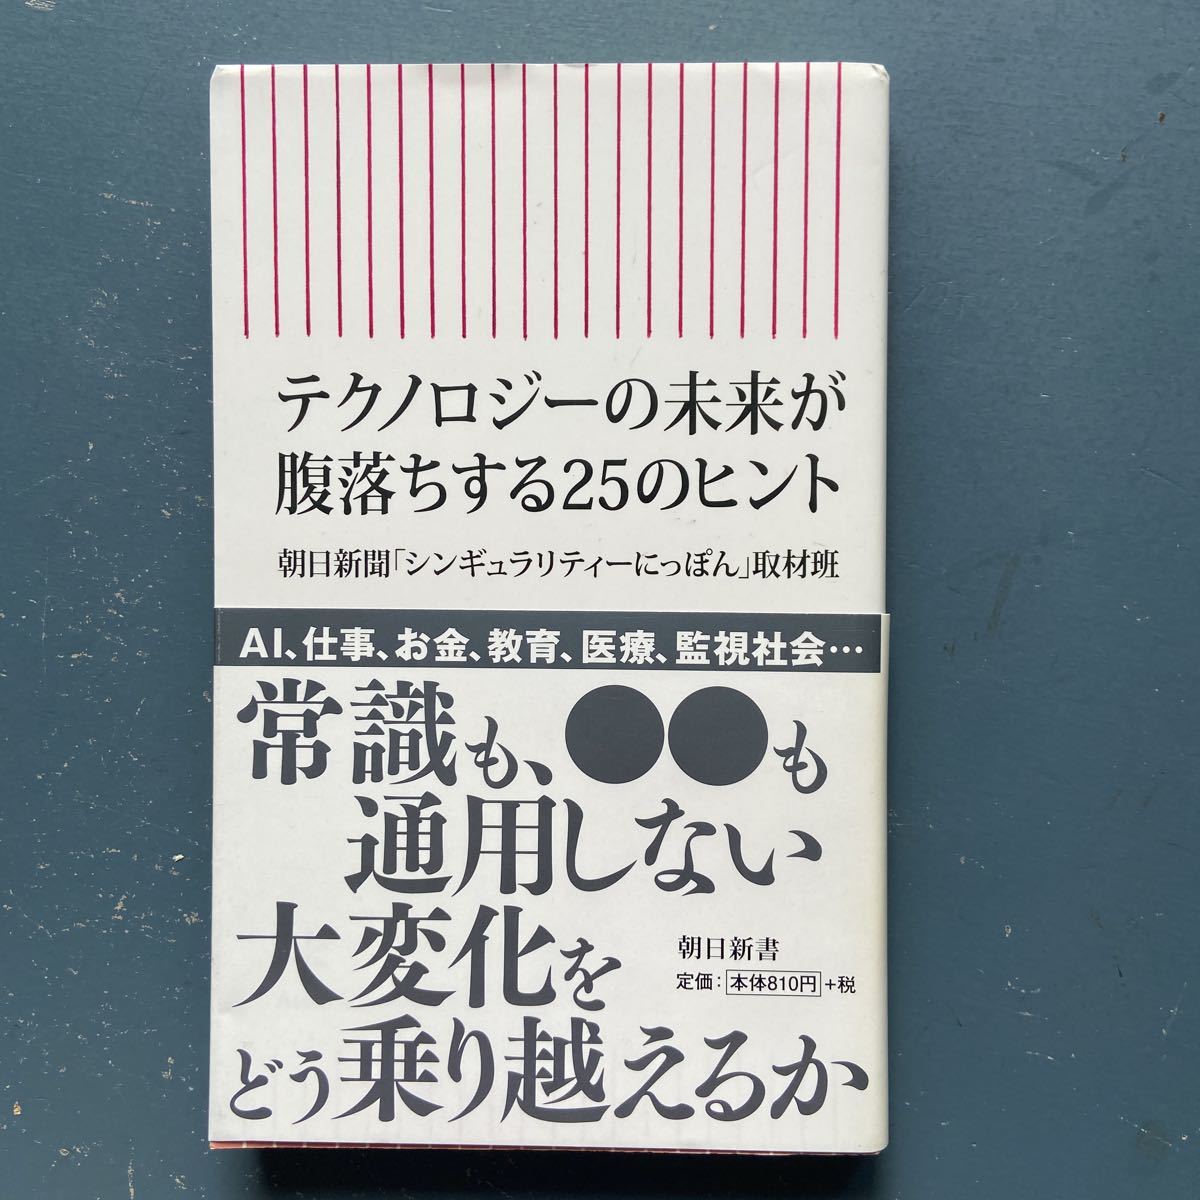 テクノロジーの未来が
腹落ちする25のヒント
朝日新聞「シンギュラリティーにっぽん」取材班
AI、仕事、お金、教育、医療、監視社会…
常識も、●●も
通用しない
大変化を
どう乗り越えるか
朝日新書
定価：本体810円+税